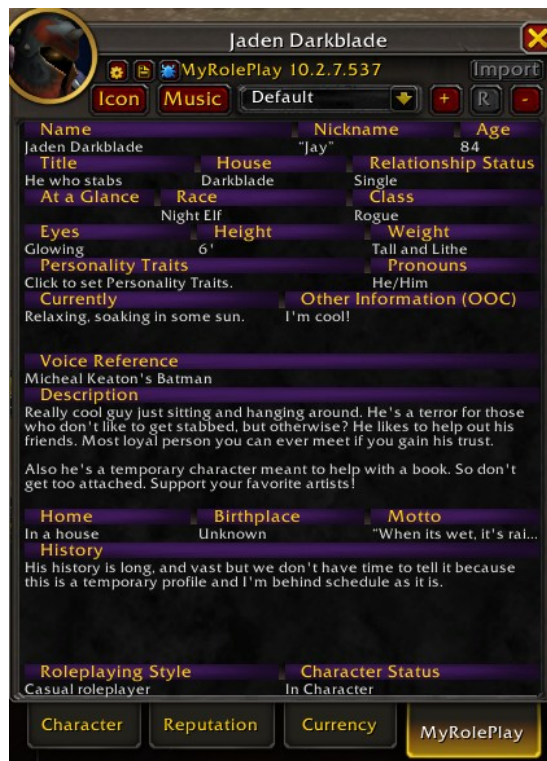 Jaden Darkblade
MyRolePlay 10.2.7.537 Import
Icon Music Default + R -
Name Nickname Age
Jaden Darkblade "Jay" 84
Title House Relationship Status
He who stabs Darkblade Single
At a Glance Race Class
Night Elf Rogue
Eyes Height Weight
Glowing 6' Tall and Lithe
Personality Traits Pronouns
Click to set Personality Traits. He/Him
Currently Other Information (OOC)
Relaxing, soaking in some sun. I'm cool!
Voice Reference
Micheal Keaton's Batman
Description
Really cool guy just sitting and hanging around. He's a terror for those
who don't like to get stabbed, but otherwise? He likes to help out his
friends. Most loyal person you can ever meet if you gain his trust.
Also he's a temporary character meant to help with a book. So don't
get too attached. Support your favorite artists!
Home Birthplace Motto
In a house Unknown "When its wet, it's rai...
History
His history is long, and vast but we don't have time to tell it because
this is a temporary profile and I'm behind schedule as it is.
Roleplaying Style Character Status
Casual roleplayer In Character
Character Reputation Currency MyRolePlay